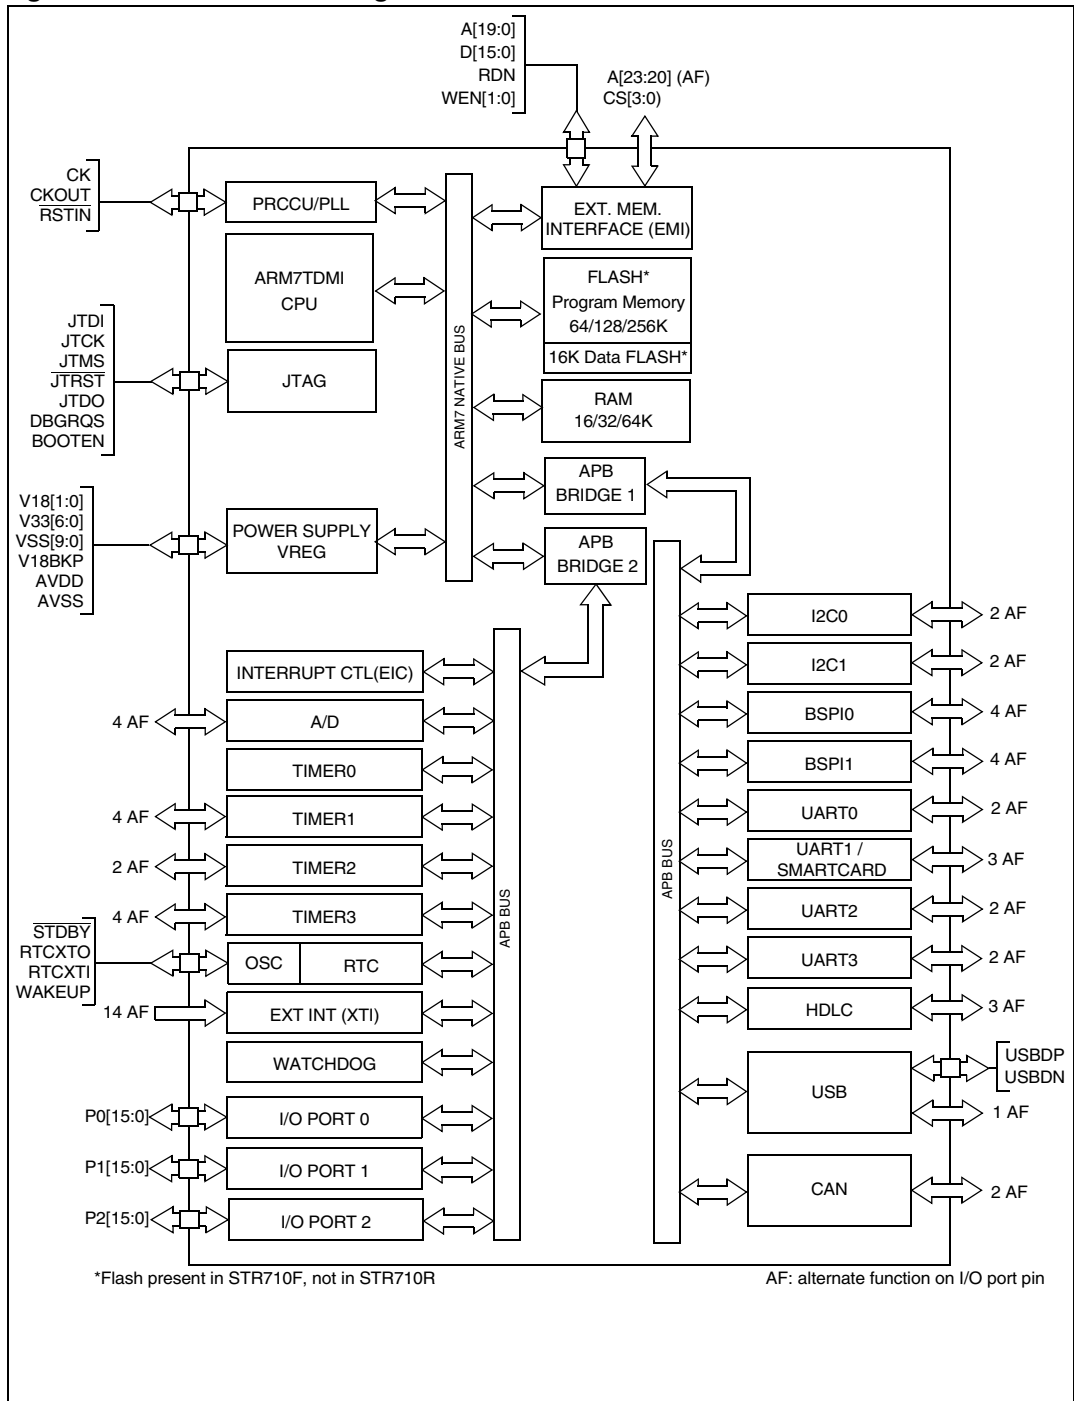 A[19:0]
D[15:0]
RDN
WEN[1:0]
A[23:20] (AF)
CS[3:0)
CK
CKOUT
RSTIN
PRCCU/PLL
EXT. MEM.
INTERFACE (EMI)
ARM7TDMI
CPU
FLASH*
Program Memory
64/128/256K
16K Data FLASH*
JTDI
JTCK
JTMS
JTRST
JTDO
DBGRQS
BOOTEN
JTAG
ARM7 NATIVE BUS
RAM
16/32/64K
APB
BRIDGE 1
V18[1:0]
V33[6:0]
VSS[9:0]
V18BKP
AVDD
AVSS
POWER SUPPLY
VREG
APB
BRIDGE 2
INTERRUPT CTL(EIC)
4 AF
A/D
TIMER0
4 AF
TIMER1
2 AF
TIMER2
4 AF
TIMER3
STDBY
RTCXTO
RTCXTI
WAKEUP
OSC
RTC
14 AF
EXT INT (XTI)
WATCHDOG
P0[15:0]
I/O PORT 0
P1[15:0]
I/O PORT 1
P2[15:0]
I/O PORT 2
APB BUS
APB BUS
I2C0
2 AF
I2C1
2 AF
BSPI0
4 AF
BSPI1
4 AF
UART0
2 AF
UART1 /
SMARTCARD
3 AF
UART2
2 AF
UART3
2 AF
HDLC
3 AF
USB
USBDP
USBDN
1 AF
CAN
2 AF
*Flash present in STR710F, not in STR710R
AF: alternate function on I/O port pin